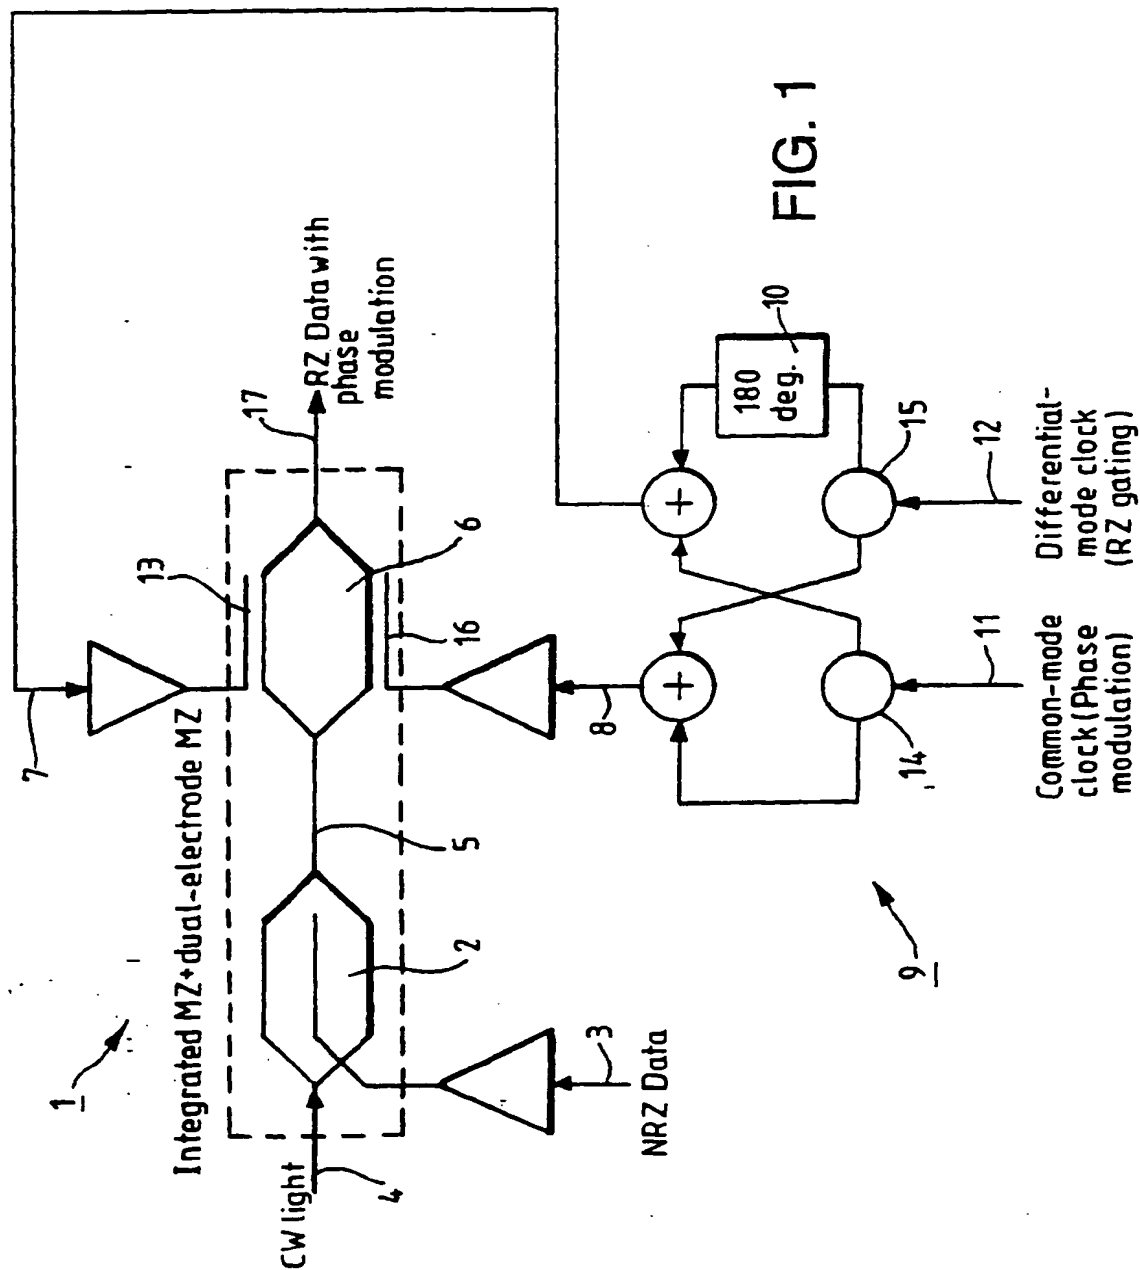 1
Integrated MZ+dual-electrode MZ
CW light
4
2
5
6
13
16
17
RZ Data with
phase
modulation
7
3
NRZ Data
8
9
+
+
180
deg.
10
14
15
11
12
Common-mode
clock(Phase
modulation)
Differential-
mode clock
(RZ gating)
FIG. 1